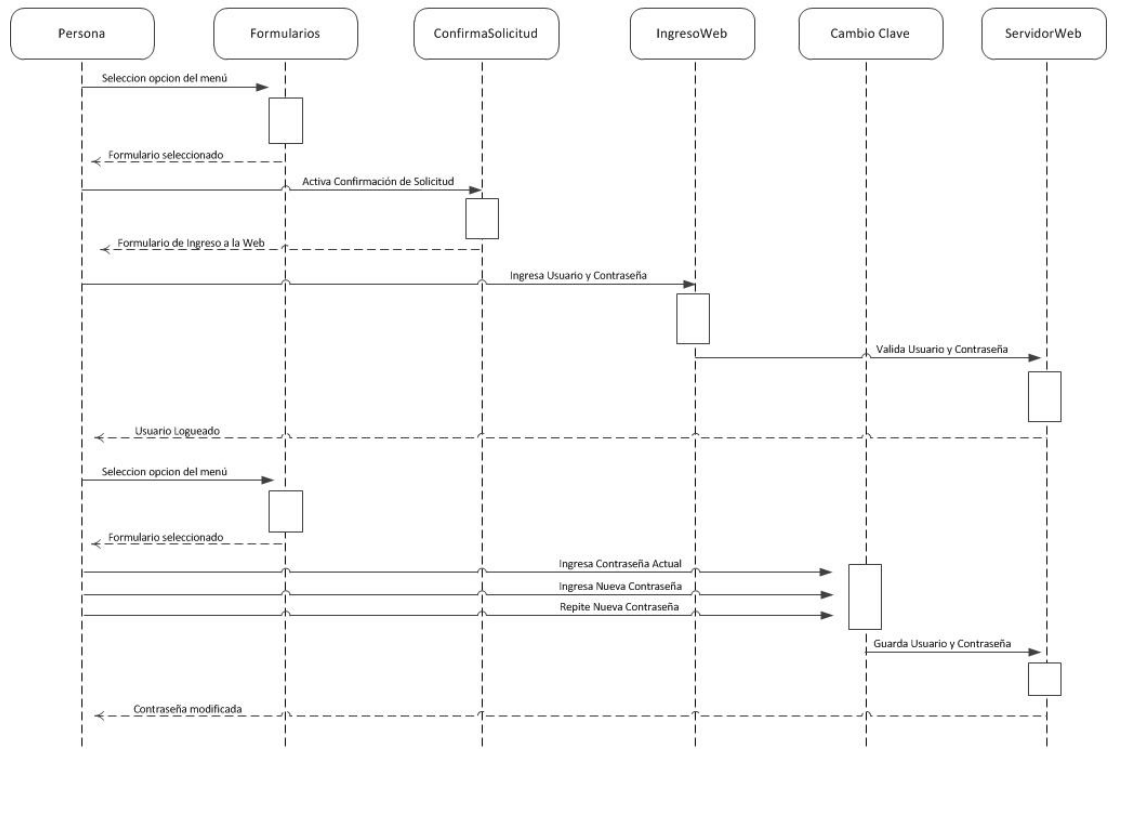 Persona
Formularios
ConfirmaSolicitud
IngresoWeb
Cambio Clave
ServidorWeb
Seleccion opcion del menú
Formulario seleccionado
Activa Confirmación de Solicitud
Formulario de Ingreso a la Web
Ingresa Usuario y Contraseña
Valida Usuario y Contraseña
Usuario Logueado
Seleccion opcion del menú
Formulario seleccionado
Ingresa Contraseña Actual
Ingresa Nueva Contraseña
Repite Nueva Contraseña
Guarda Usuario y Contraseña
Contraseña modificada